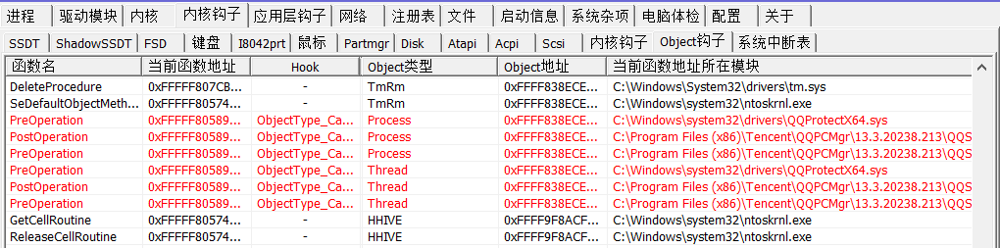 进程 驱动模块 内核 内核钩子 应用层钩子 网络 注册表 文件 启动信息 系统杂项 电脑体检 配置 关于
SSDT ShadowSSDT FSD 键盘 I8042prt 鼠标 Partmgr Disk Atapi Acpi Scsi 内核钩子 Object钩子 系统中断表
函数名 当前函数地址 Hook Object类型 Object地址 当前函数地址所在模块
DeleteProcedure 0xFFFFF807CB... - TmRm 0xFFFF838ECE... C:\Windows\System32\drivers\tm.sys
SeDefaultObjectMeth... 0xFFFFF80574... - TmRm 0xFFFF838ECE... C:\Windows\system32\ntoskrnl.exe
PreOperation 0xFFFFF80589... ObjectType_Ca... Process 0xFFFF838ECE... C:\Windows\system32\drivers\QQProtectX64.sys
PostOperation 0xFFFFF80589... ObjectType_Ca... Process 0xFFFF838ECE... C:\Program Files (x86)\Tencent\QQPCMgr\13.3.20238.213\QQS
PreOperation 0xFFFFF80589... ObjectType_Ca... Process 0xFFFF838ECE... C:\Program Files (x86)\Tencent\QQPCMgr\13.3.20238.213\QQS
PreOperation 0xFFFFF80589... ObjectType_Ca... Thread 0xFFFF838ECE... C:\Windows\system32\drivers\QQProtectX64.sys
PostOperation 0xFFFFF80589... ObjectType_Ca... Thread 0xFFFF838ECE... C:\Program Files (x86)\Tencent\QQPCMgr\13.3.20238.213\QQS
PreOperation 0xFFFFF80589... ObjectType_Ca... Thread 0xFFFF838ECE... C:\Program Files (x86)\Tencent\QQPCMgr\13.3.20238.213\QQS
GetCellRoutine 0xFFFFF80574... - HHIVE 0xFFFF9F8ACF... C:\Windows\system32\ntoskrnl.exe
ReleaseCellRoutine 0xFFFFF80574... - HHIVE 0xFFFF9F8ACF... C:\Windows\system32\ntoskrnl.exe